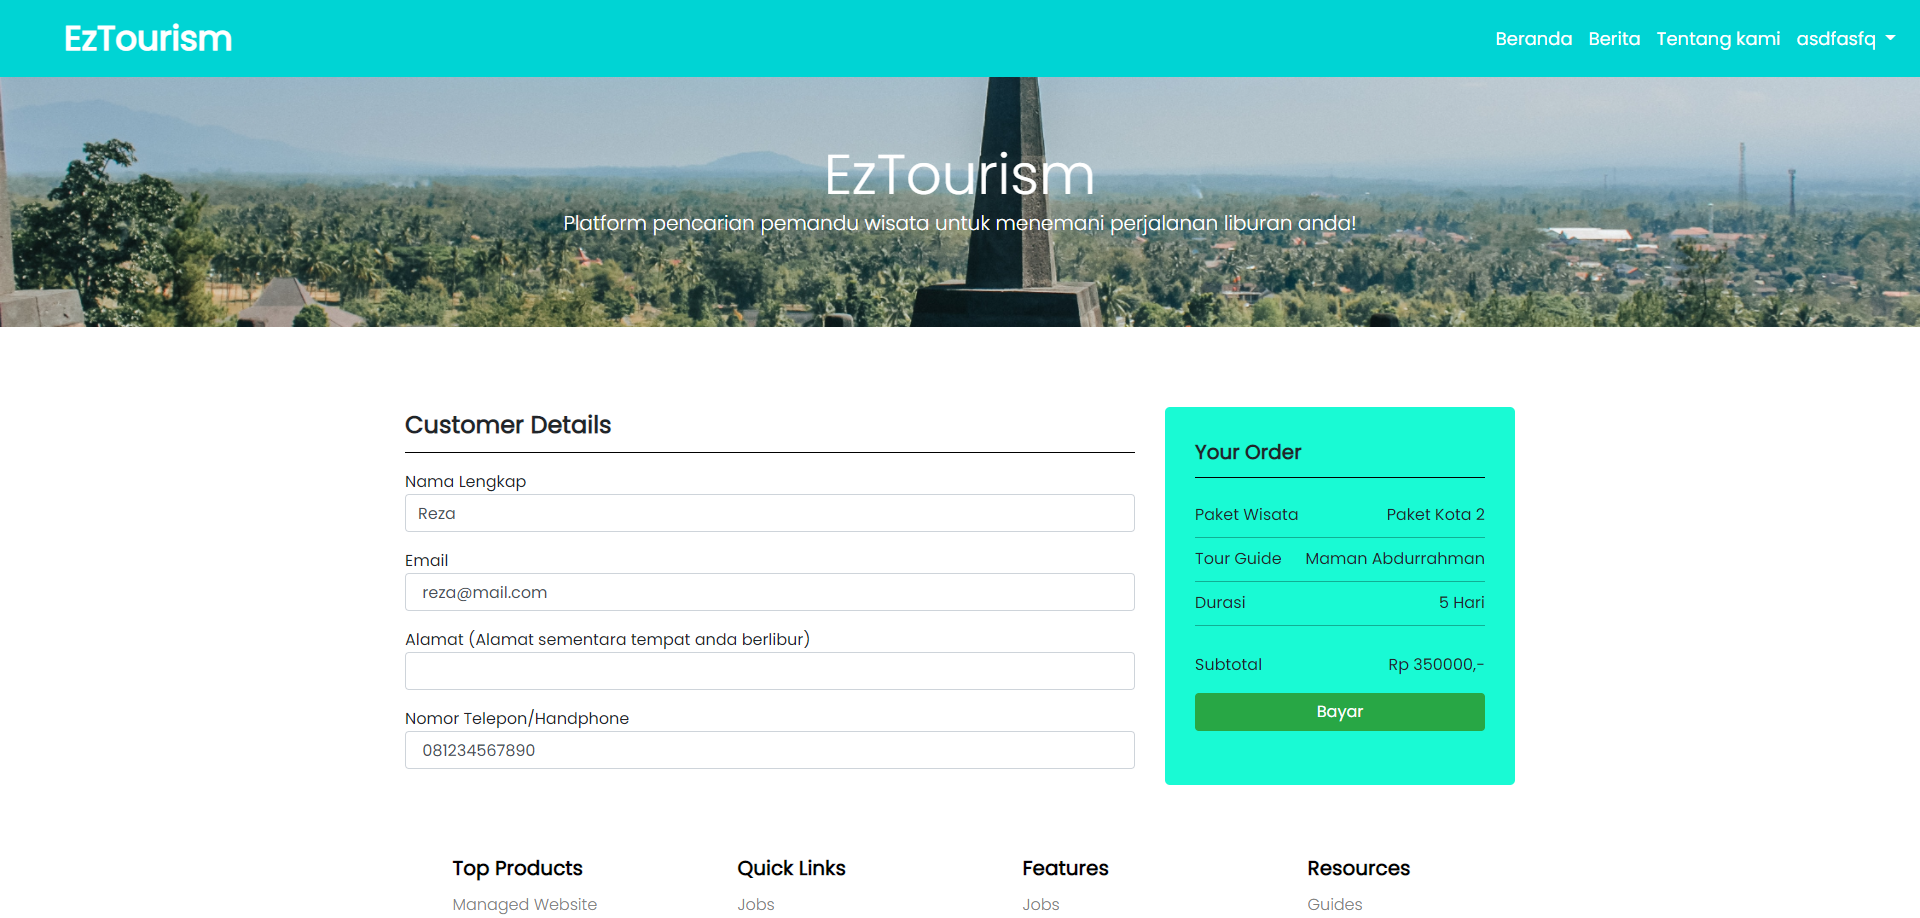 EzTourism
Beranda Berita Tentang kami asdfasfq
EzTourism
Platform pencarian pemandu wisata untuk menemani perjalanan liburan anda!
Customer Details
Nama Lengkap
Reza
Email
reza@mail.com
Alamat (Alamat sementara tempat anda berlibur)
Nomor Telepon/Handphone
081234567890
Your Order
Paket Wisata Paket Kota 2
Tour Guide Maman Abdurrahman
Durasi 5 Hari
Subtotal Rp 350000,-
Bayar
Top Products
Managed Website
Quick Links
Jobs
Features
Jobs
Resources
Guides